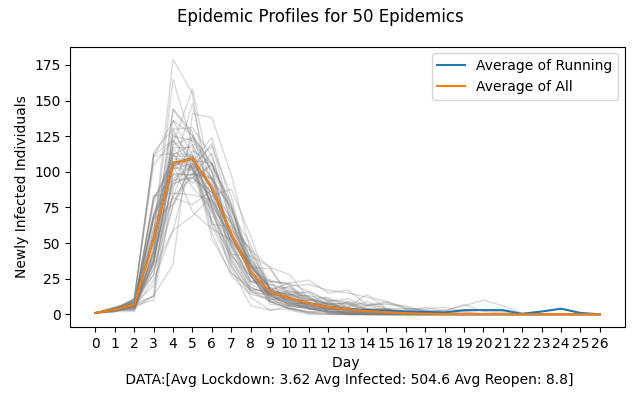 Epidemic Profiles for 50 Epidemics
Average of Running
Average of All
Newly Infected Individuals
175
150
125
100
75
50
25
0
0 1 2 3 4 5 6 7 8 9 10 11 12 13 14 15 16 17 18 19 20 21 22 23 24 25 26
Day
DATA:[Avg Lockdown: 3.62 Avg Infected: 504.6 Avg Reopen: 8.8]